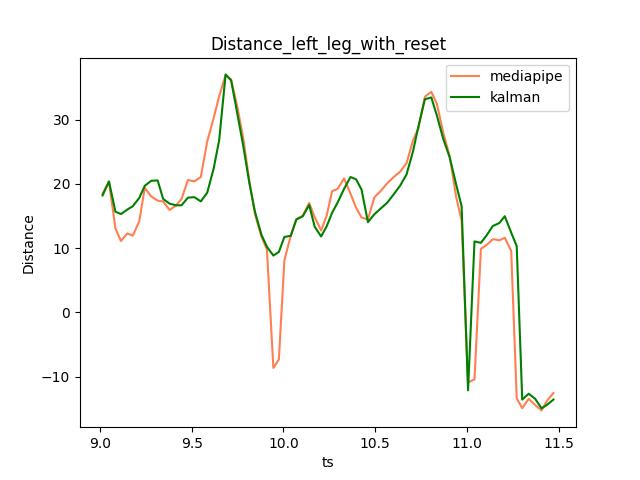 Distance_left_leg_with_reset
mediapipe
kalman
Distance
30
20
10
0
−10
9.0 9.5 10.0 10.5 11.0 11.5
ts